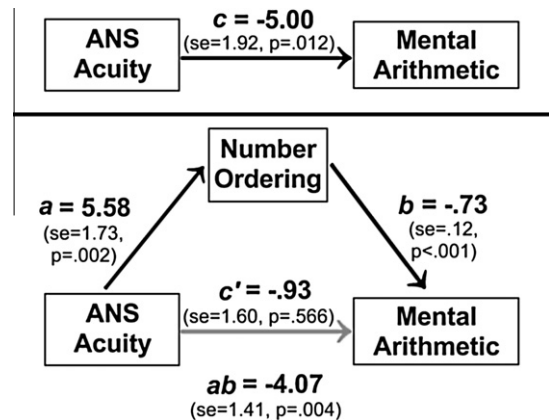 c = -5.00
(se=1.92, p=.012)
ANS
Acuity
Mental
Arithmetic
Number
Ordering
a = 5.58
(se=1.73,
p=.002)
b = -.73
(se=.12,
p<.001)
ANS
Acuity
c' = -.93
(se=1.60, p=.566)
Mental
Arithmetic
ab = -4.07
(se=1.41, p=.004)